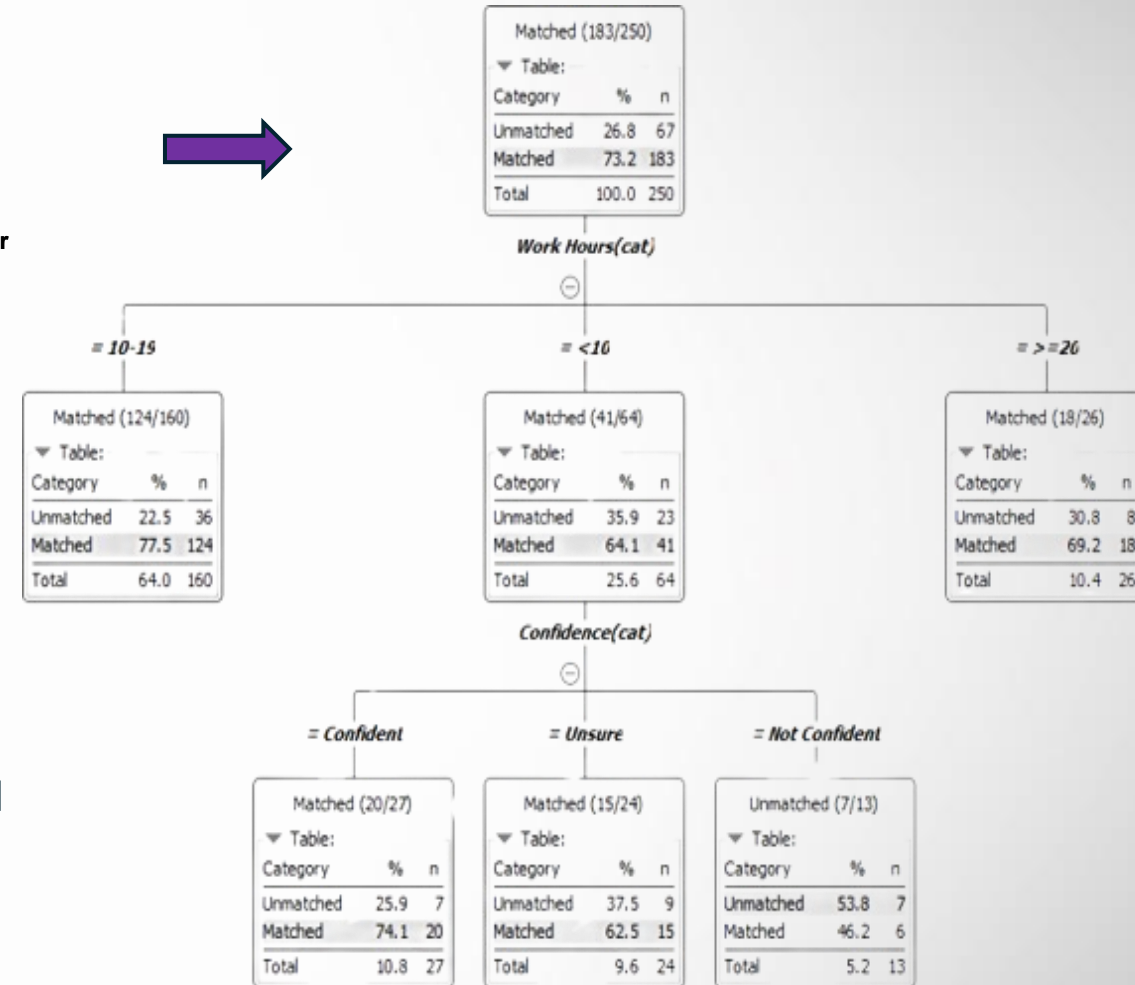 Matched (183/250)
Table:
Category % n
Unmatched 26.8 67
Matched 73.2 183
Total 100.0 250
r
Work Hours(cat)
= 10-19
= <10
= >=20
Matched (124/160)
Table:
Category % n
Unmatched 22.5 36
Matched 77.5 124
Total 64.0 160
Matched (41/64)
Table:
Category % n
Unmatched 35.9 23
Matched 64.1 41
Total 25.6 64
Matched (18/26)
Table:
Category % n
Unmatched 30.8 8
Matched 69.2 18
Total 10.4 26
Confidence(cat)
= Confident
= Unsure
= Not Confident
Matched (20/27)
Table:
Category % n
Unmatched 25.9 7
Matched 74.1 20
Total 10.8 27
Matched (15/24)
Table:
Category % n
Unmatched 37.5 9
Matched 62.5 15
Total 9.6 24
Unmatched (7/13)
Table:
Category % n
Unmatched 53.8 7
Matched 46.2 6
Total 5.2 13